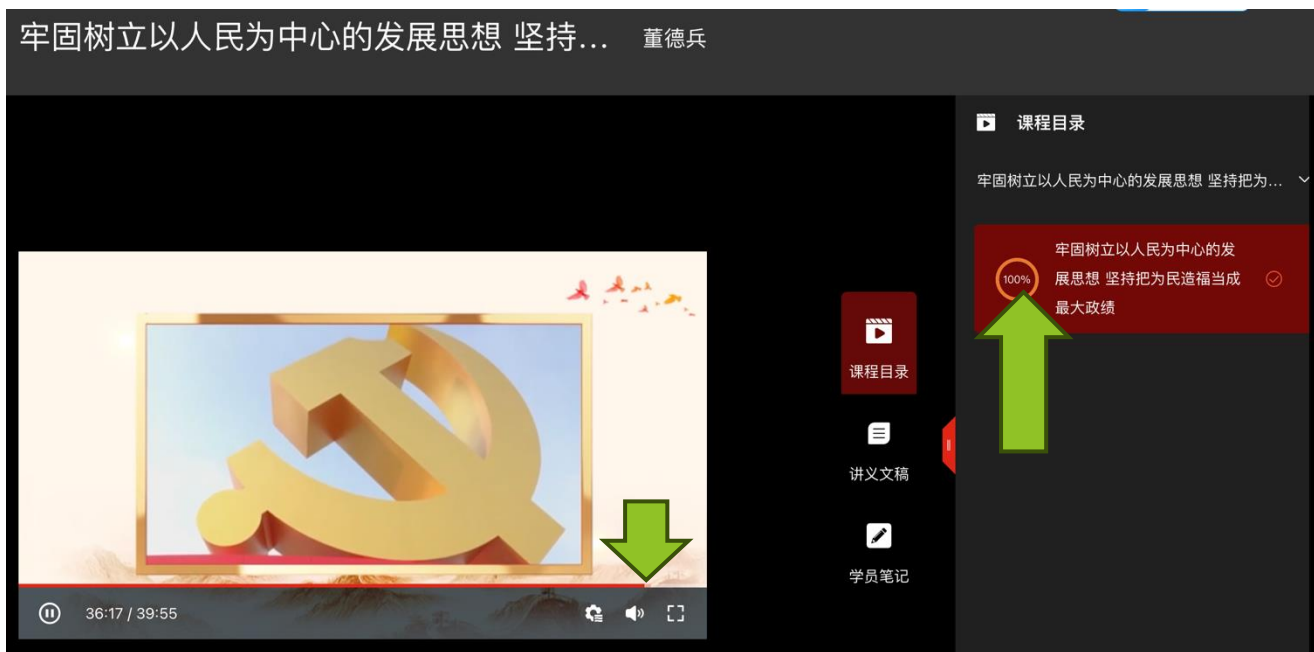 牢固树立以人民为中心的发展思想 坚持... 董德兵
课程目录
牢固树立以人民为中心的发展思想 坚持把为...
100%
牢固树立以人民为中心的发
展思想 坚持把为民造福当成
最大政绩
课程目录
讲义文稿
学员笔记
36:17 / 39:55